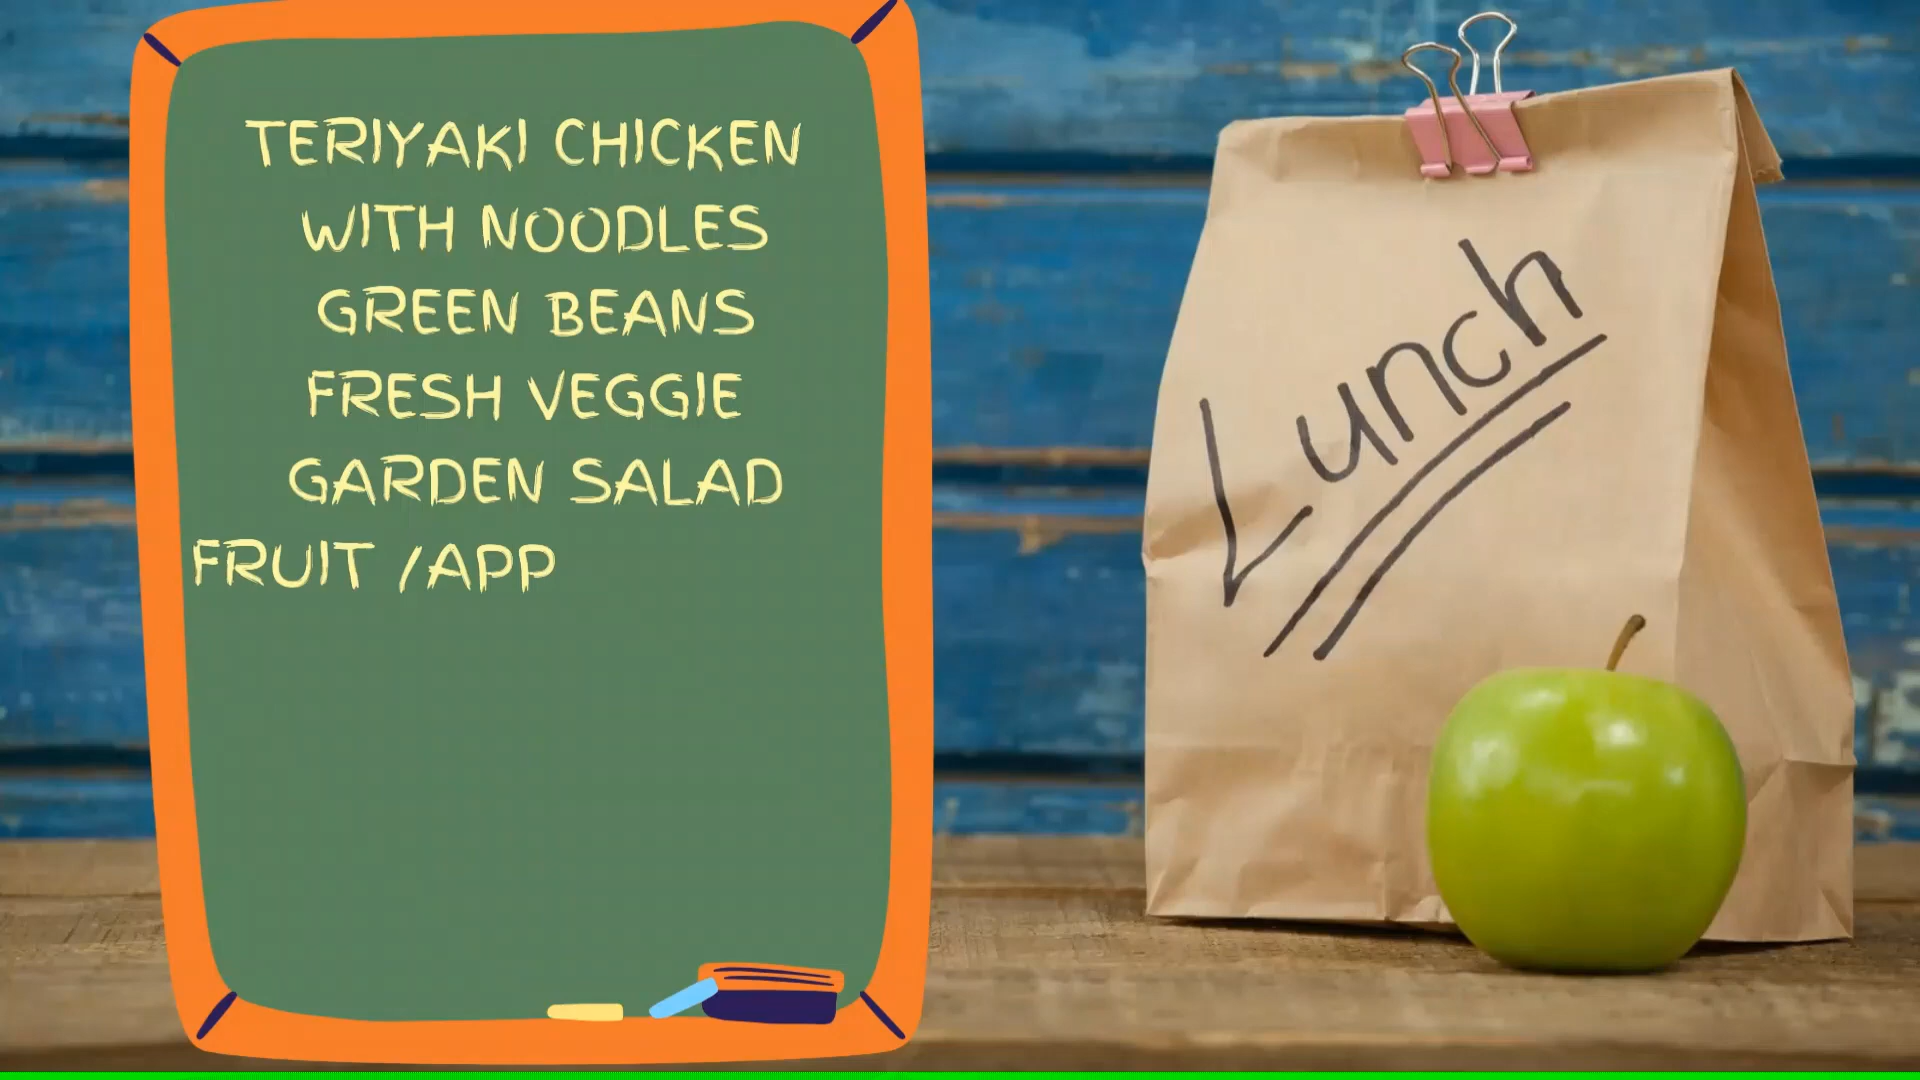 TERIYAKI CHICKEN
WITH NOODLES
GREEN BEANS
FRESH VEGGIE
GARDEN SALAD
FRUIT /APP
Lunch